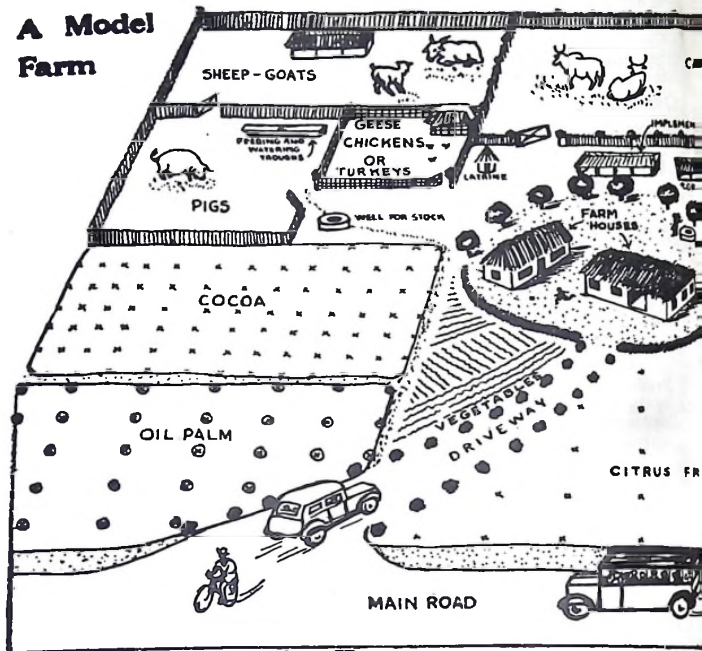 A Model
Farm
SHEEP-GOATS
GEESE
CHICKENS
OR
TURKEYS
FEEDING AND
WATERING
TROUGHS
LATRINE
PIGS
WELL FOR STOCK
FARM
HOUSES
COCOA
OIL PALM
VEGETABLES
DRIVEWAY
CITRUS FR
MAIN ROAD